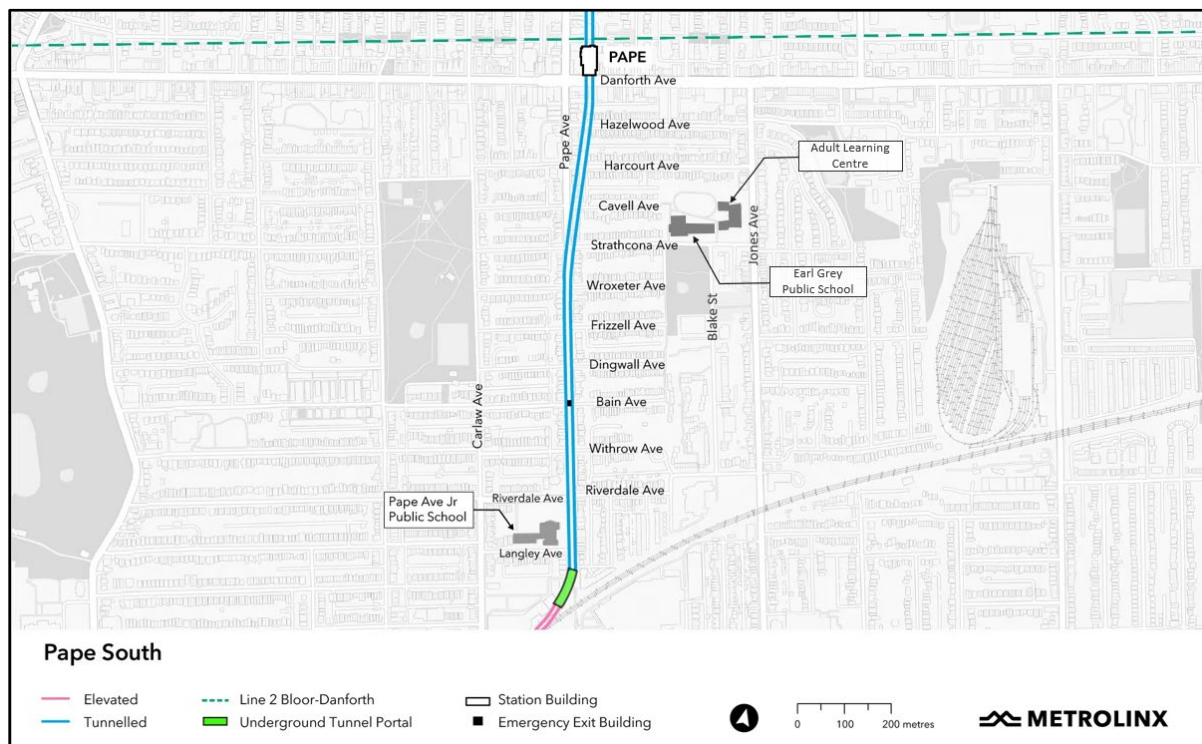 PAPE
Danforth Ave
Pape Ave
Hazelwood Ave
Adult Learning
Centre
Harcourt Ave
Cavell Ave
Jones Ave
Strathcona Ave
Earl Grey
Public School
Wroxeter Ave
Blake St
Frizzell Ave
Dingwall Ave
Carlaw Ave
Bain Ave
Withrow Ave
Riverdale Ave
Riverdale Ave
Pape Ave Jr
Public School
Langley Ave
Pape South
Elevated
Tunnelled
Line 2 Bloor-Danforth
Underground Tunnel Portal
Station Building
Emergency Exit Building
0 100 200 metres
METROLINX